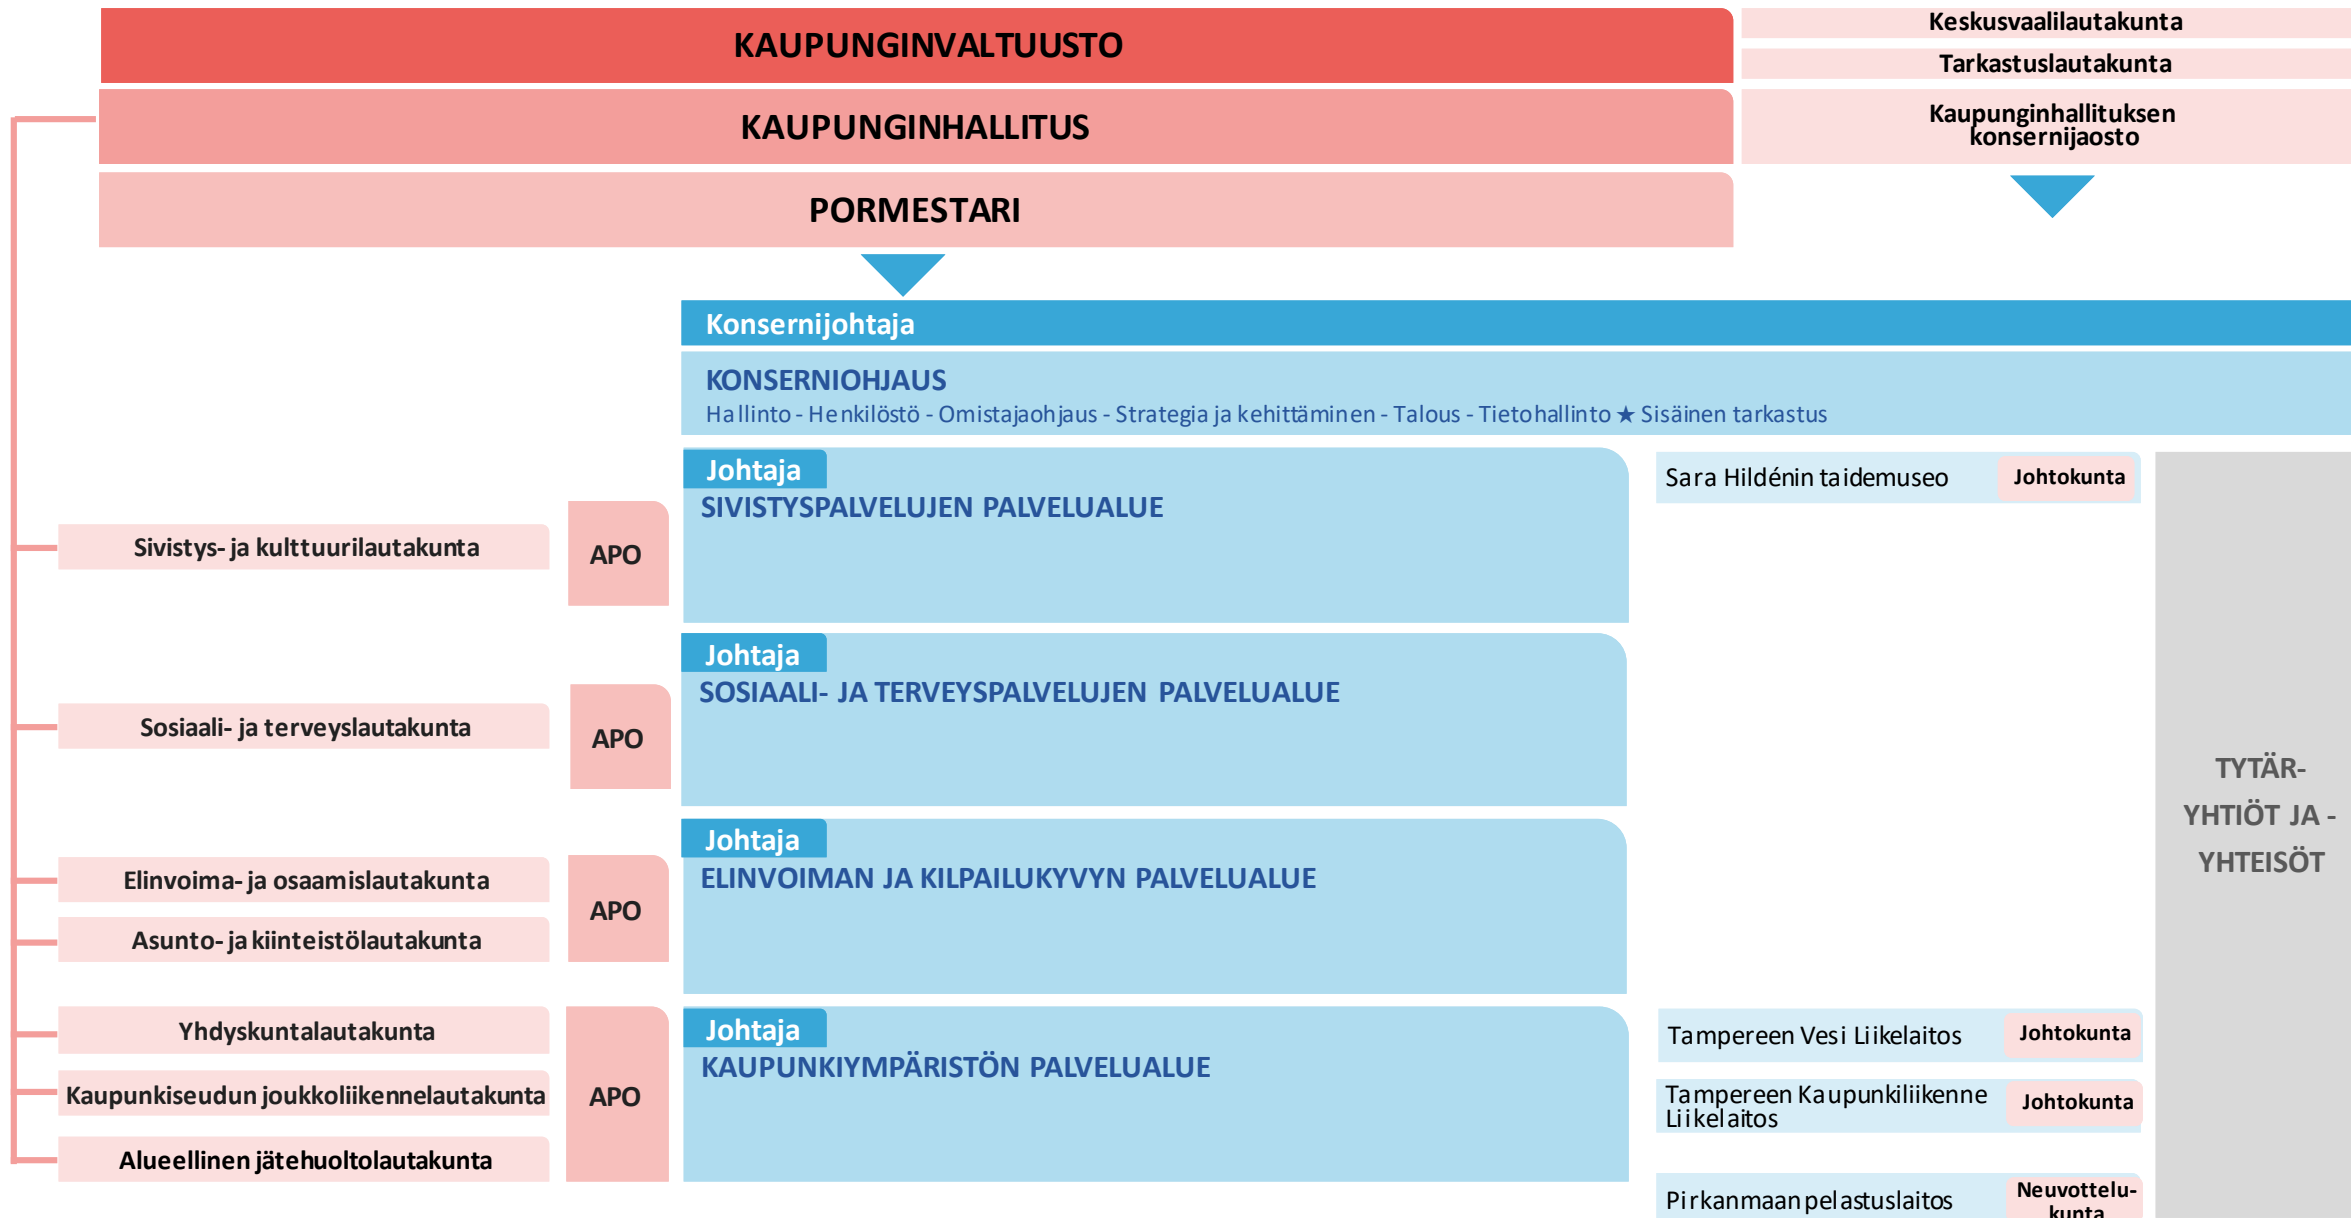 KAUPUNGINVALTUUSTO
Keskusvaalilautakunta
Tarkastuslautakunta
KAUPUNGINHALLITUS
Kaupunginhallituksen
konsernijaosto
PORMESTARI
Konsernijohtaja
KONSERNIOHJAUS
Hallinto - Henkilöstö - Omistajaohjaus - Strategia ja kehittäminen - Talous - Tietohallinto ★ Sisäinen tarkastus
Sivistys- ja kulttuurilautakunta
APO
Johtaja
SIVISTYSPALVELUJEN PALVELUALUE
Sara Hildénin taidemuseo
Johtokunta
Sosiaali- ja terveyslautakunta
APO
Johtaja
SOSIAALI- JA TERVEYSPALVELUJEN PALVELUALUE
Elinvoima- ja osaamislautakunta
Asunto- ja kiinteistölautakunta
APO
Johtaja
ELINVOIMAN JA KILPAILUKYVYN PALVELUALUE
Yhdyskuntalautakunta
Kaupunkiseudun joukkoliikennelautakunta
Alueellinen jätehuoltolautakunta
APO
Johtaja
KAUPUNKIYMPÄRISTÖN PALVELUALUE
Tampereen Vesi Liikelaitos
Johtokunta
Tampereen Kaupunkiliikenne
Liikelaitos
Johtokunta
Pirkanmaan pelastuslaitos
Neuvottelu-
kunta
TYTÄR-
YHTIÖT JA -
YHTEISÖT